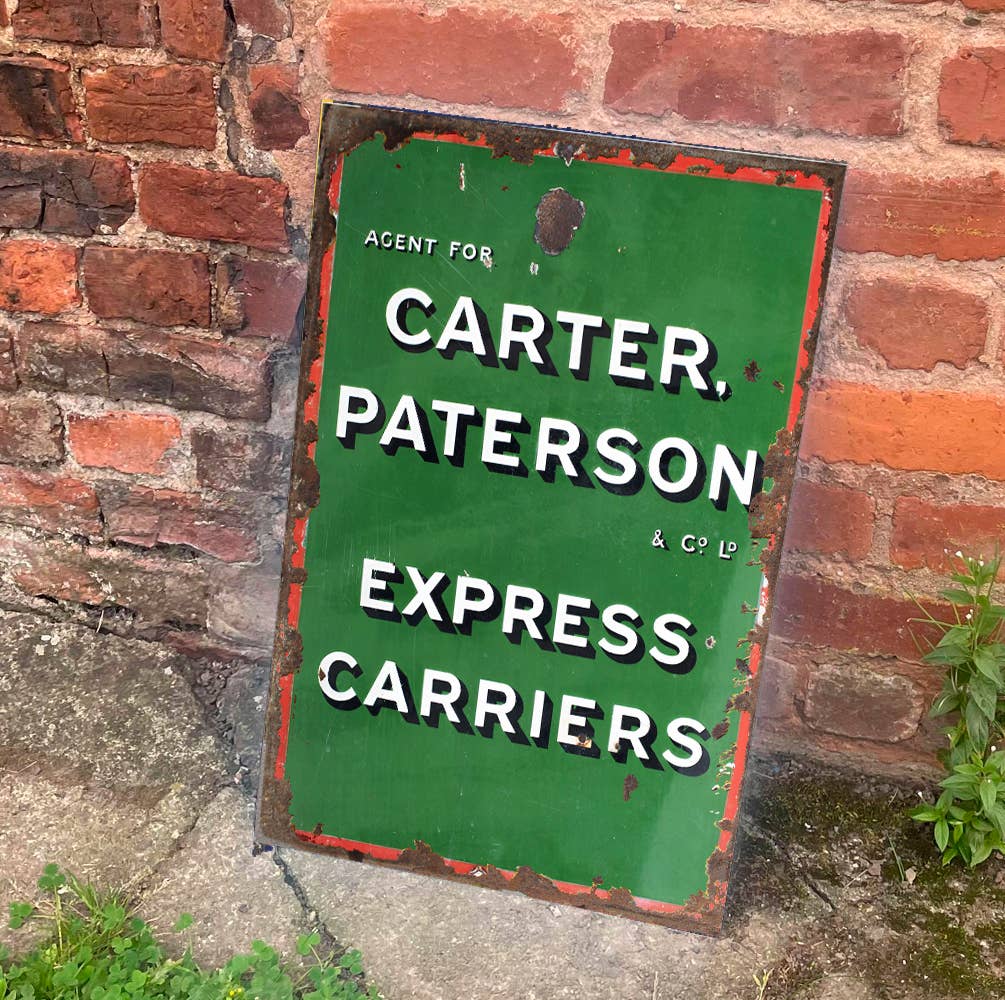 AGENT FOR
CARTER,
PATERSON
& Cº Lᴰ
EXPRESS
CARRIERS